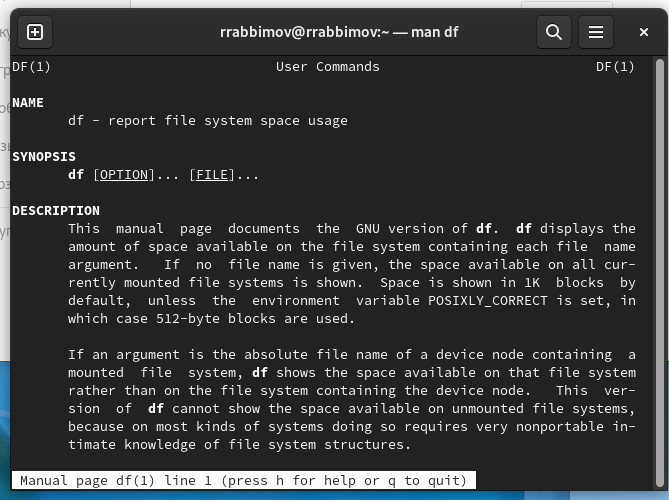 rrabbimov@rrabbimov:~ — man df
DF(1) User Commands DF(1)
NAME
df - report file system space usage
SYNOPSIS
df [OPTION]... [FILE]...
DESCRIPTION
This manual page documents the GNU version of df. df displays the
amount of space available on the file system containing each file name
argument. If no file name is given, the space available on all cur-
rently mounted file systems is shown. Space is shown in 1K blocks by
default, unless the environment variable POSIXLY_CORRECT is set, in
which case 512-byte blocks are used.
If an argument is the absolute file name of a device node containing a
mounted file system, df shows the space available on that file system
rather than on the file system containing the device node. This ver-
sion of df cannot show the space available on unmounted file systems,
because on most kinds of systems doing so requires very nonportable in-
timate knowledge of file system structures.
Manual page df(1) line 1 (press h for help or q to quit)